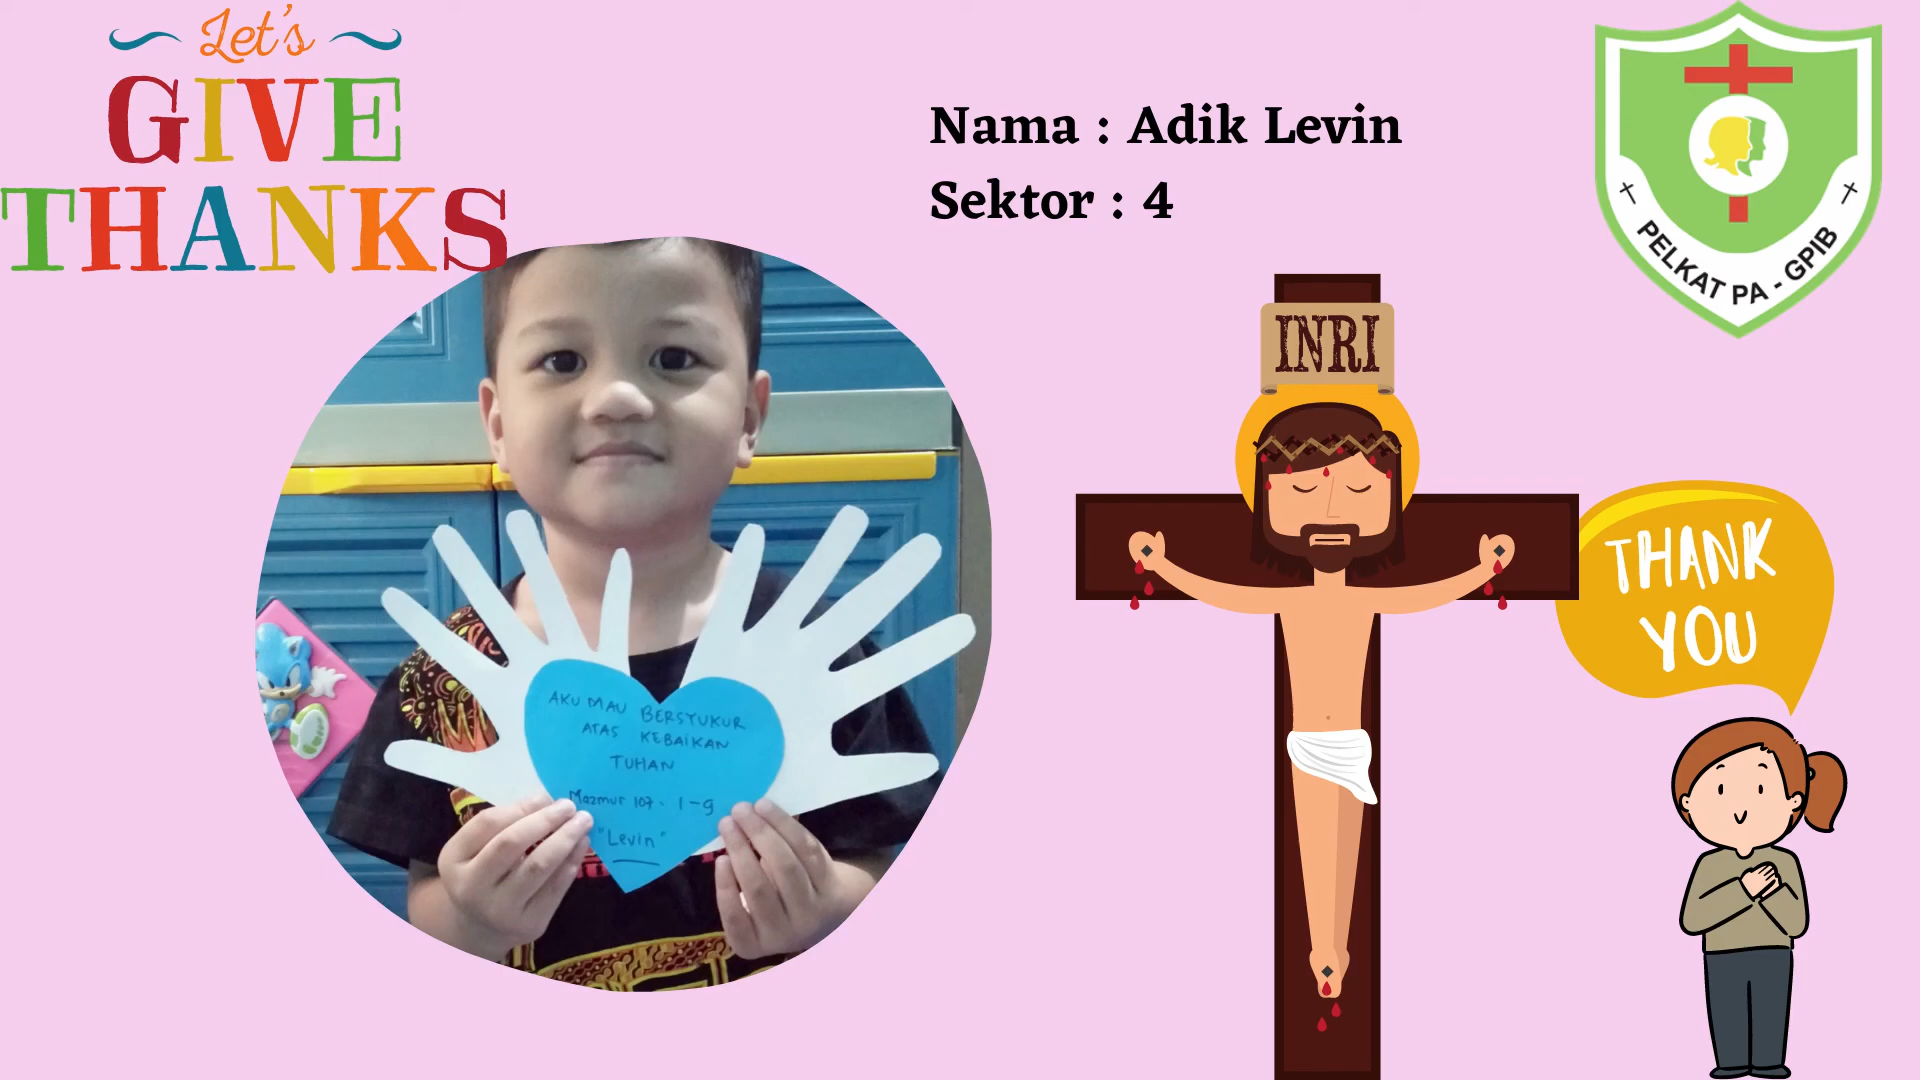 Let's
GIVE
THANKS
Nama : Adik Levin
Sektor : 4
PELKAT PA - GPIB
INRI
THANK
YOU
AKU MAU BERSYUKUR
ATAS KEBAIKAN
TUHAN
Mazmur 107 : 1-9
"Levin"